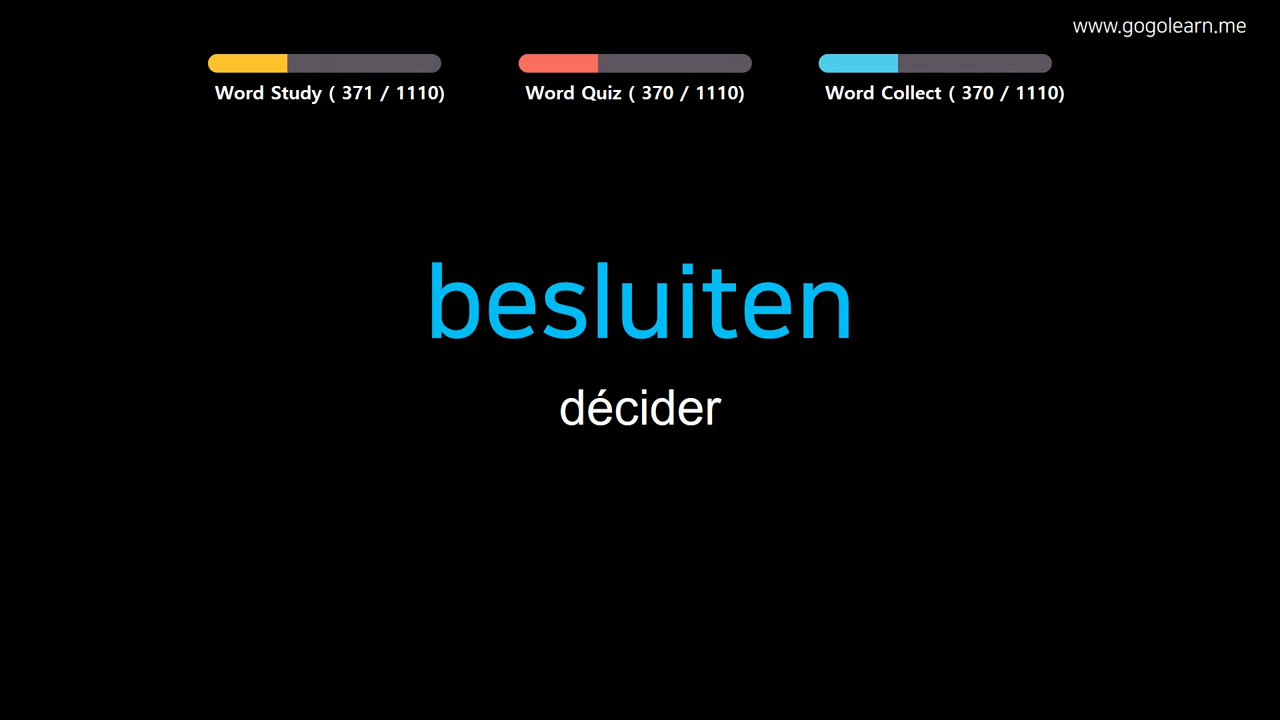 www.gogolearn.me
Word Study ( 371 / 1110)
Word Quiz ( 370 / 1110)
Word Collect ( 370 / 1110)
besluiten
décider